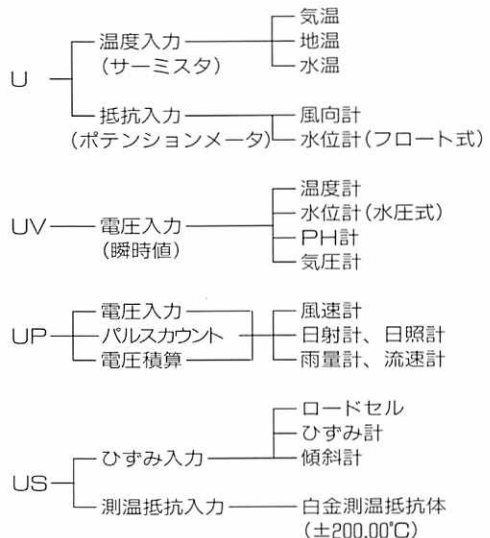 気温
温度入力
地温
(サーミスタ)
水温
U
抵抗入力
風向計
(ポテンションメータ)
水位計(フロート式)
温度計
水位計(水圧式)
UV
電圧入力
PH計
(瞬時値)
気圧計
電圧入力
風速計
UP
パルスカウント
日射計、日照計
電圧積算
雨量計、流速計
ロードセル
ひずみ計
ひずみ入力
傾斜計
US
測温抵抗入力
白金測温抵抗体
(±200.00℃)